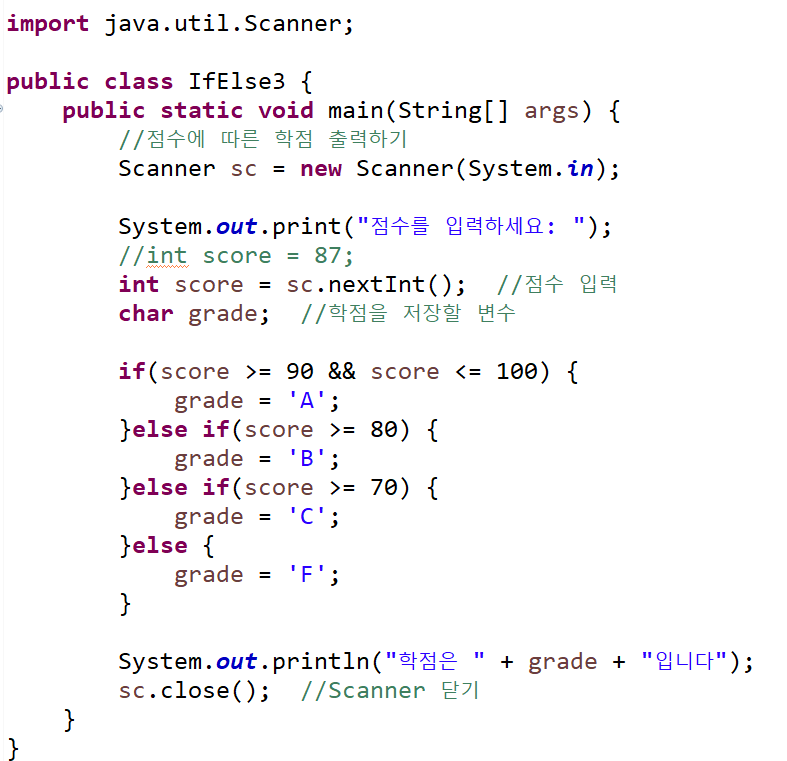 import java.util.Scanner;
public class IfElse3 {
public static void main(String[] args) {
//점수에 따른 학점 출력하기
Scanner sc = new Scanner(System.in);
System.out.print("점수를 입력하세요: ");
//int score = 87;
int score = sc.nextInt();  //점수 입력
char grade;  //학점을 저장할 변수
if(score >= 90 && score <= 100) {
grade = 'A';
}else if(score >= 80) {
grade = 'B';
}else if(score >= 70) {
grade = 'C';
}else {
grade = 'F';
}
System.out.println("학점은 " + grade + "입니다");
sc.close();  //Scanner 닫기
}
}